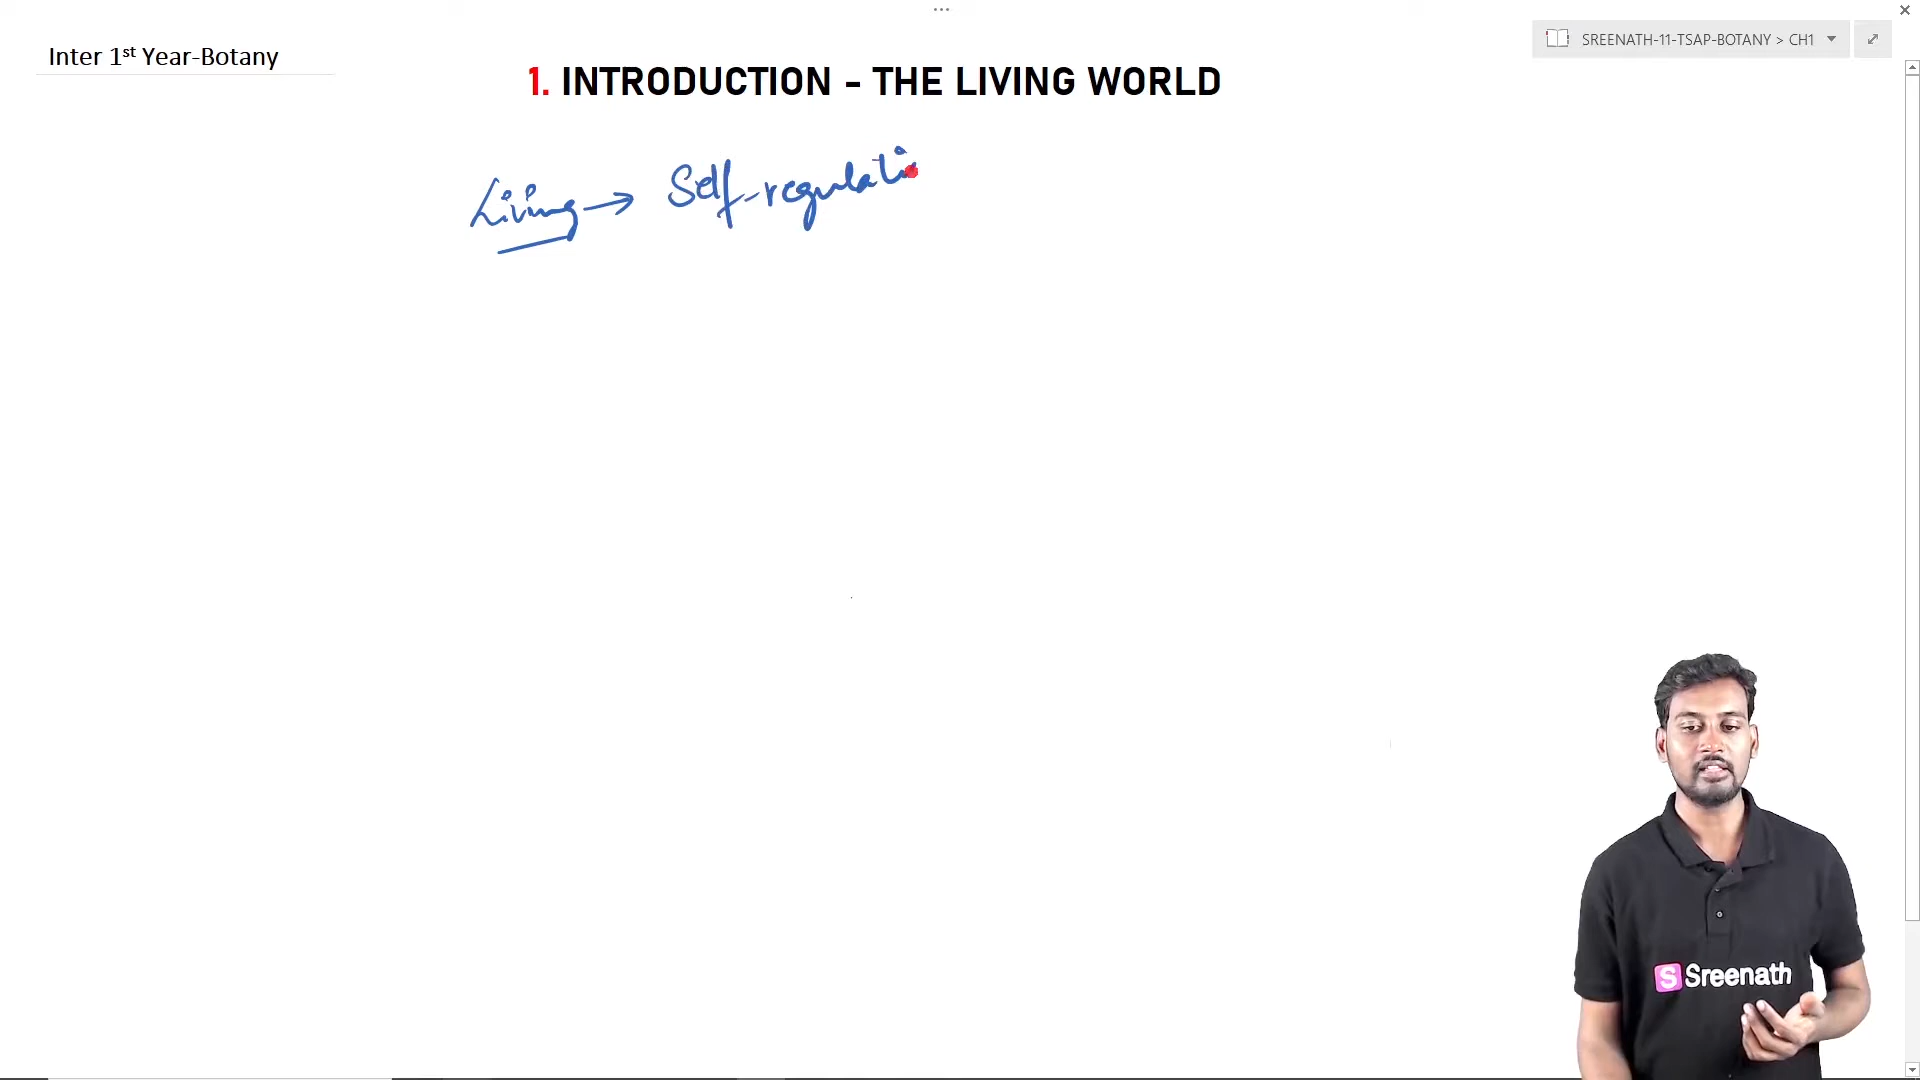 Inter 1st Year-Botany
SREENATH-11-TSAP-BOTANY > CH1
1. INTRODUCTION - THE LIVING WORLD
Living → Self-regulati
S Sreenath